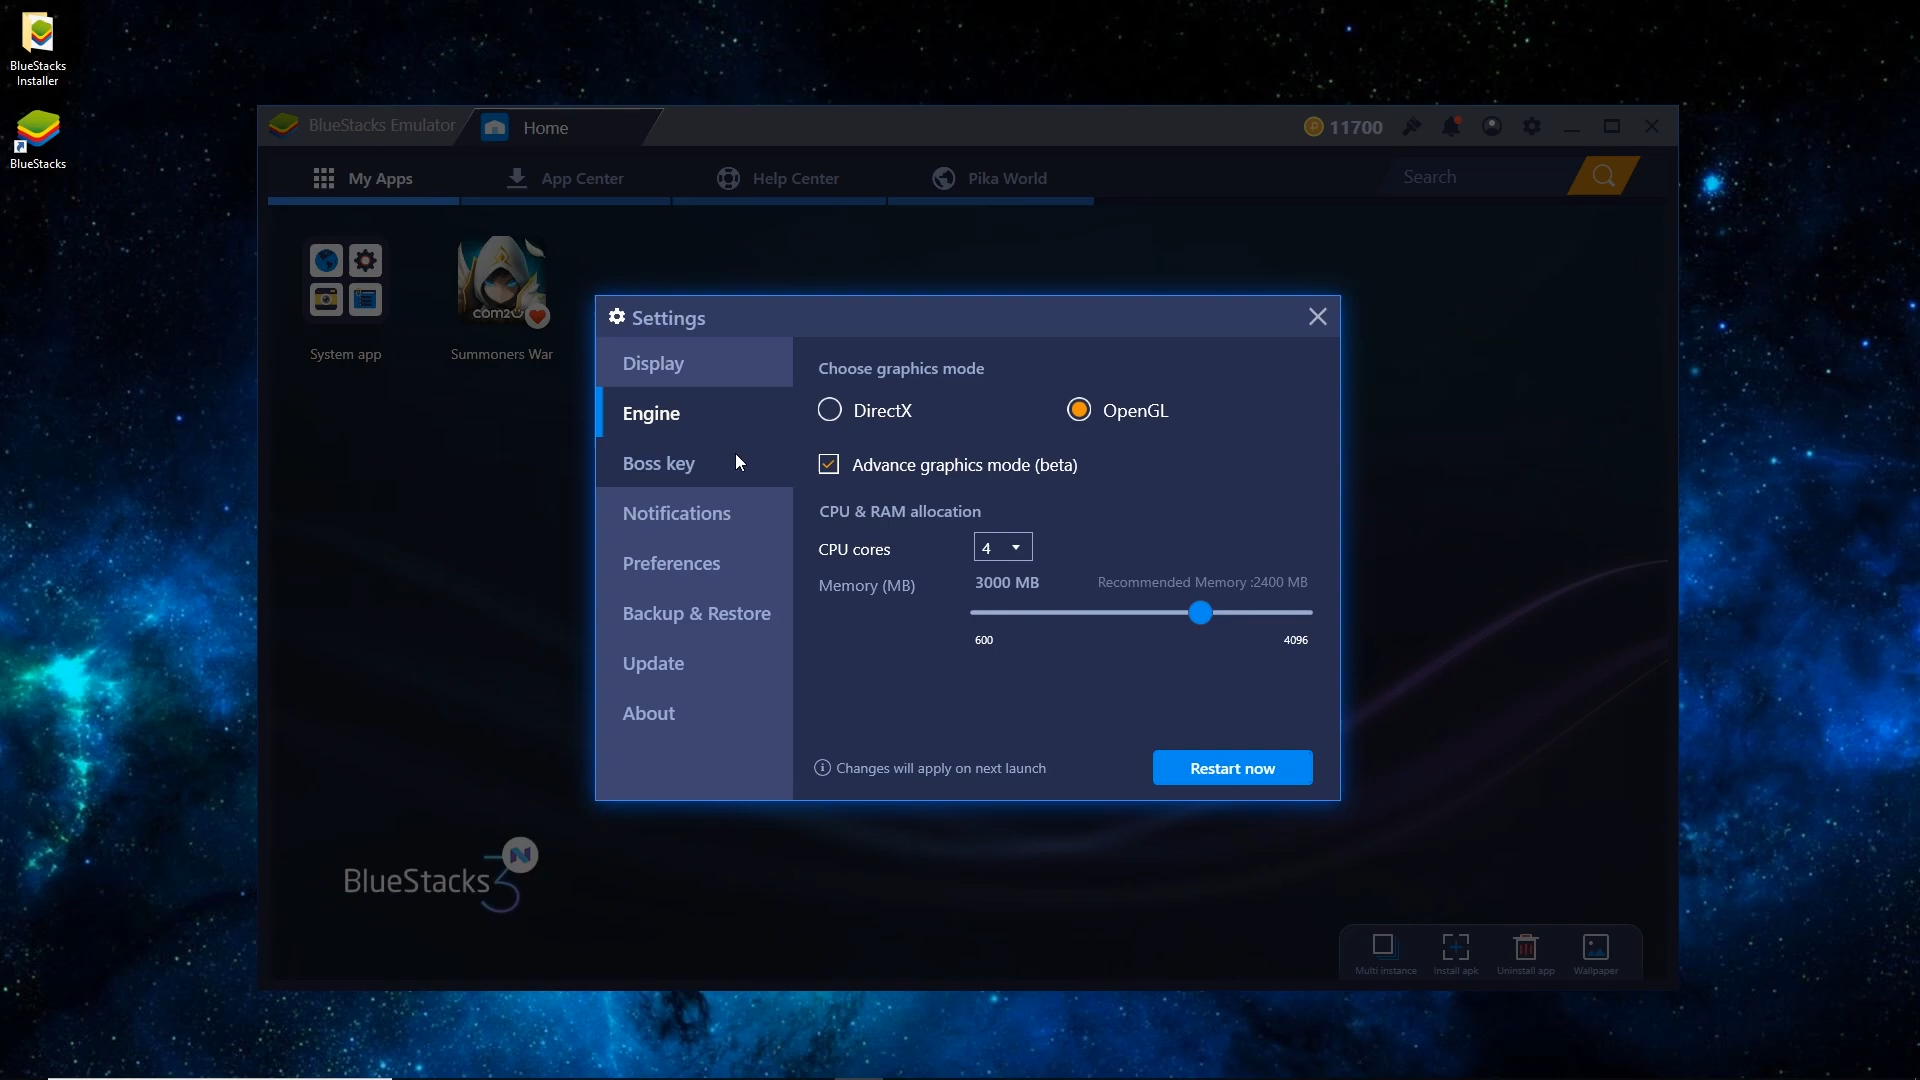 BlueStacks
Installer
BlueStacks
BlueStacks Emulator
Home
11700
My Apps
App Center
Help Center
Pika World
Search
com2u
System app
Summoners War
Settings
Display
Engine
Boss key
Notifications
Preferences
Backup & Restore
Update
About
Choose graphics mode
DirectX
OpenGL
Advance graphics mode (beta)
CPU & RAM allocation
CPU cores
4
Memory (MB)
3000 MB
Recommended Memory :2400 MB
600
4096
Changes will apply on next launch
Restart now
BlueStacks 3 N
Multi instance
Install apk
Uninstall app
Wallpaper